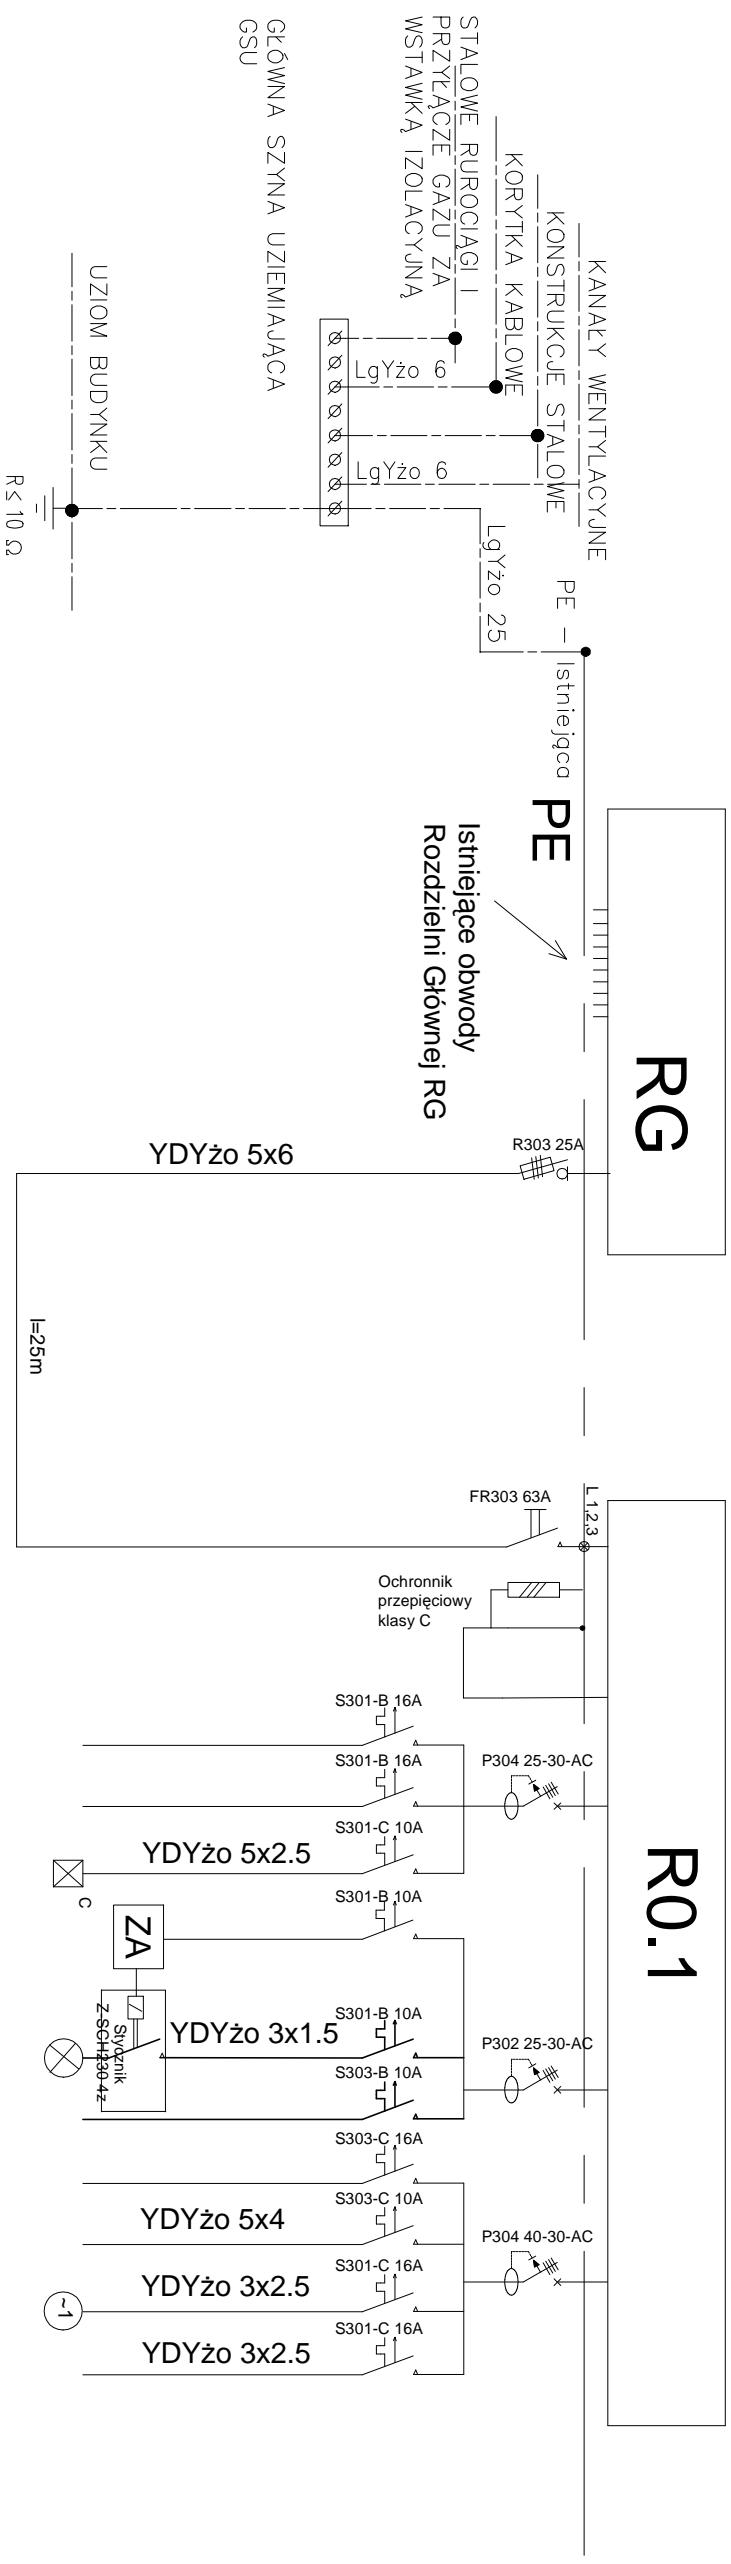 STALOWE RUROCIĄGI I
PRZYŁĄCZE GAZU ZA
WSTAWKĄ IZOLACYJNĄ
KORYTKA KABLOWE
KONSTRUKCJE STALOWE
KANAŁY WENTYLACYJNE
GŁÓWNA SZYNA UZIEMIAJĄCA
GSU
UZIOM BUDYNKU
R ≤ 10 Ω
LgYżo 6
LgYżo 6
LgYżo 25
PE – Istniejąca
PE
Istniejące obwody
Rozdzielni Głównej RG
RG
R303 25A
YDYżo 5x6
l=25m
FR303 63A
L 1,2,3
Ochronnik
przepięciowy
klasy C
R0.1
S301-B 16A
S301-B 16A
P304 25-30-AC
S301-C 10A
YDYżo 5x2.5
C
S301-B 10A
ZA
S301-B 10A
YDYżo 3x1.5
Stycznik
Z-SCH230-4z
P302 25-30-AC
S303-B 10A
S303-C 16A
S303-C 10A
YDYżo 5x4
P304 40-30-AC
S301-C 16A
YDYżo 3x2.5
~1
S301-C 16A
YDYżo 3x2.5